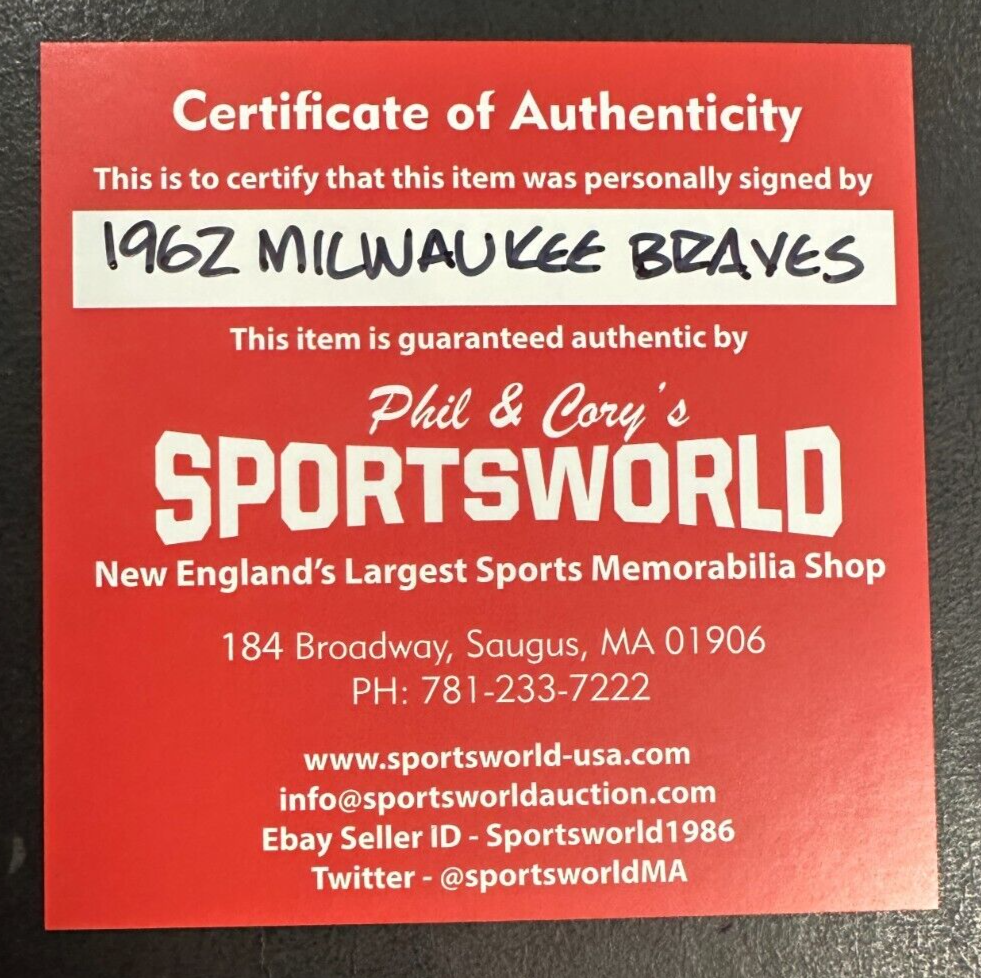 Certificate of Authenticity
This is to certify that this item was personally signed by
1962 MILWAUKEE BRAVES
This item is guaranteed authentic by
Phil & Cory's
SPORTSWORLD
New England's Largest Sports Memorabilia Shop
184 Broadway, Saugus, MA 01906
PH: 781-233-7222
www.sportsworld-usa.com
info@sportsworldauction.com
Ebay Seller ID - Sportsworld1986
Twitter - @sportsworldMA